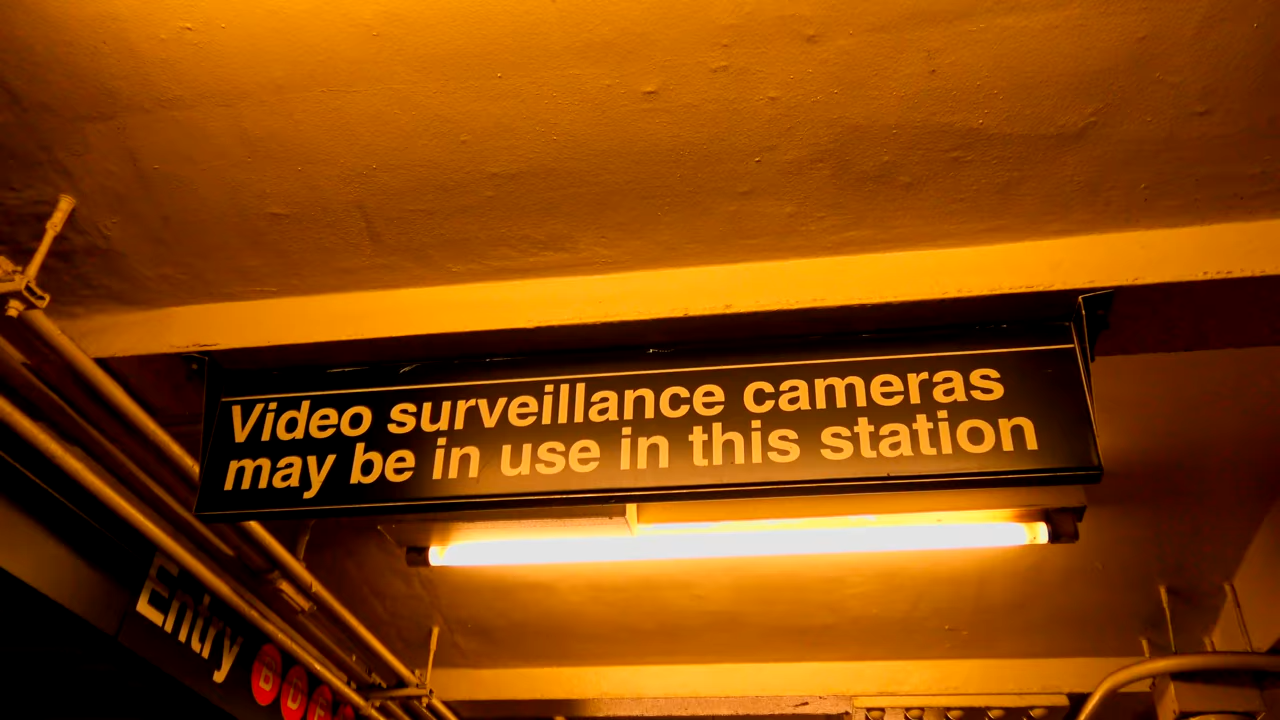 Video surveillance cameras
may be in use in this station
Entry
B D F